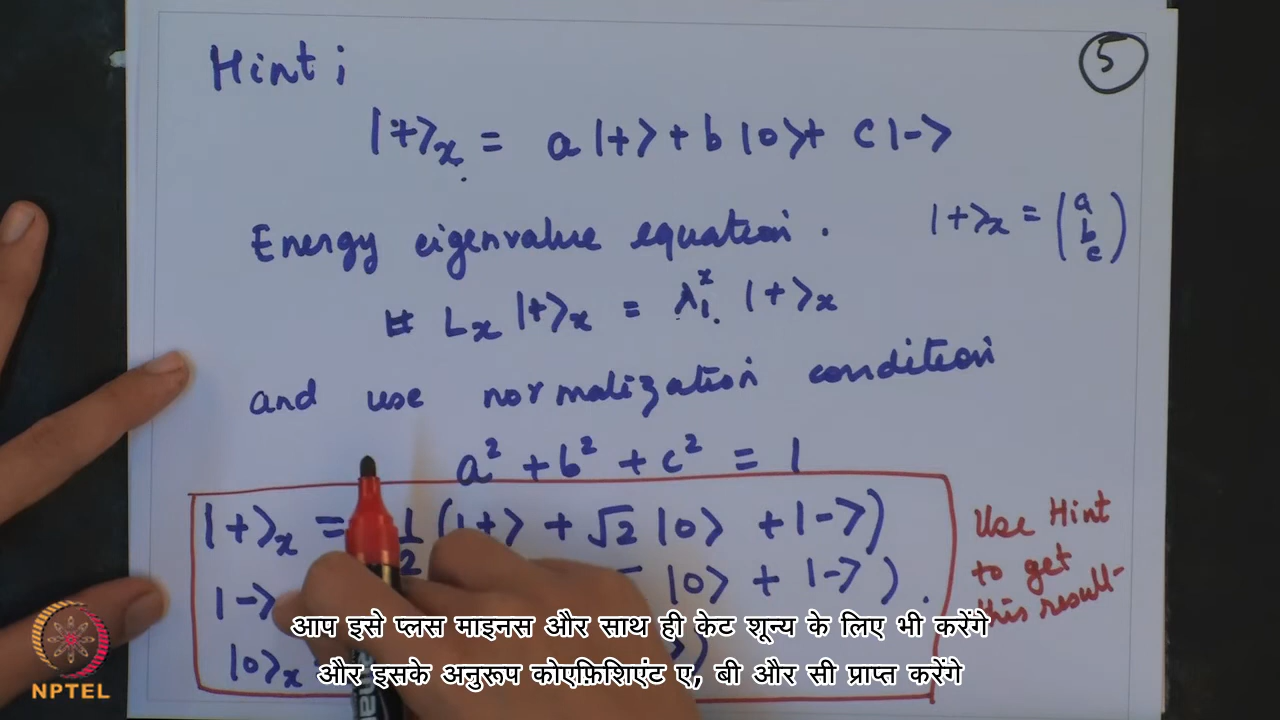 Hint ;
5
|+⟩ₓ = a |+⟩ + b |0⟩ + c |-⟩
Energy eigenvalue equation .
|+⟩ₓ = (a b c)
Lₓ |+⟩ₓ = λ₁ˣ |+⟩ₓ
and use normalization condition
a² + b² + c² = 1
|+⟩ₓ = 1/2 (|+⟩ + √2 |0⟩ + |-⟩)
|-⟩ |0⟩ + |-⟩ ) .
|0⟩ₓ )
Use Hint
to get
this result
आप इसे प्लस माइनस और साथ ही केट शून्य के लिए भी करेंगे
और इसके अनुरूप कोएफ़िशिएंट ए, बी और सी प्राप्त करेंगे
NPTEL